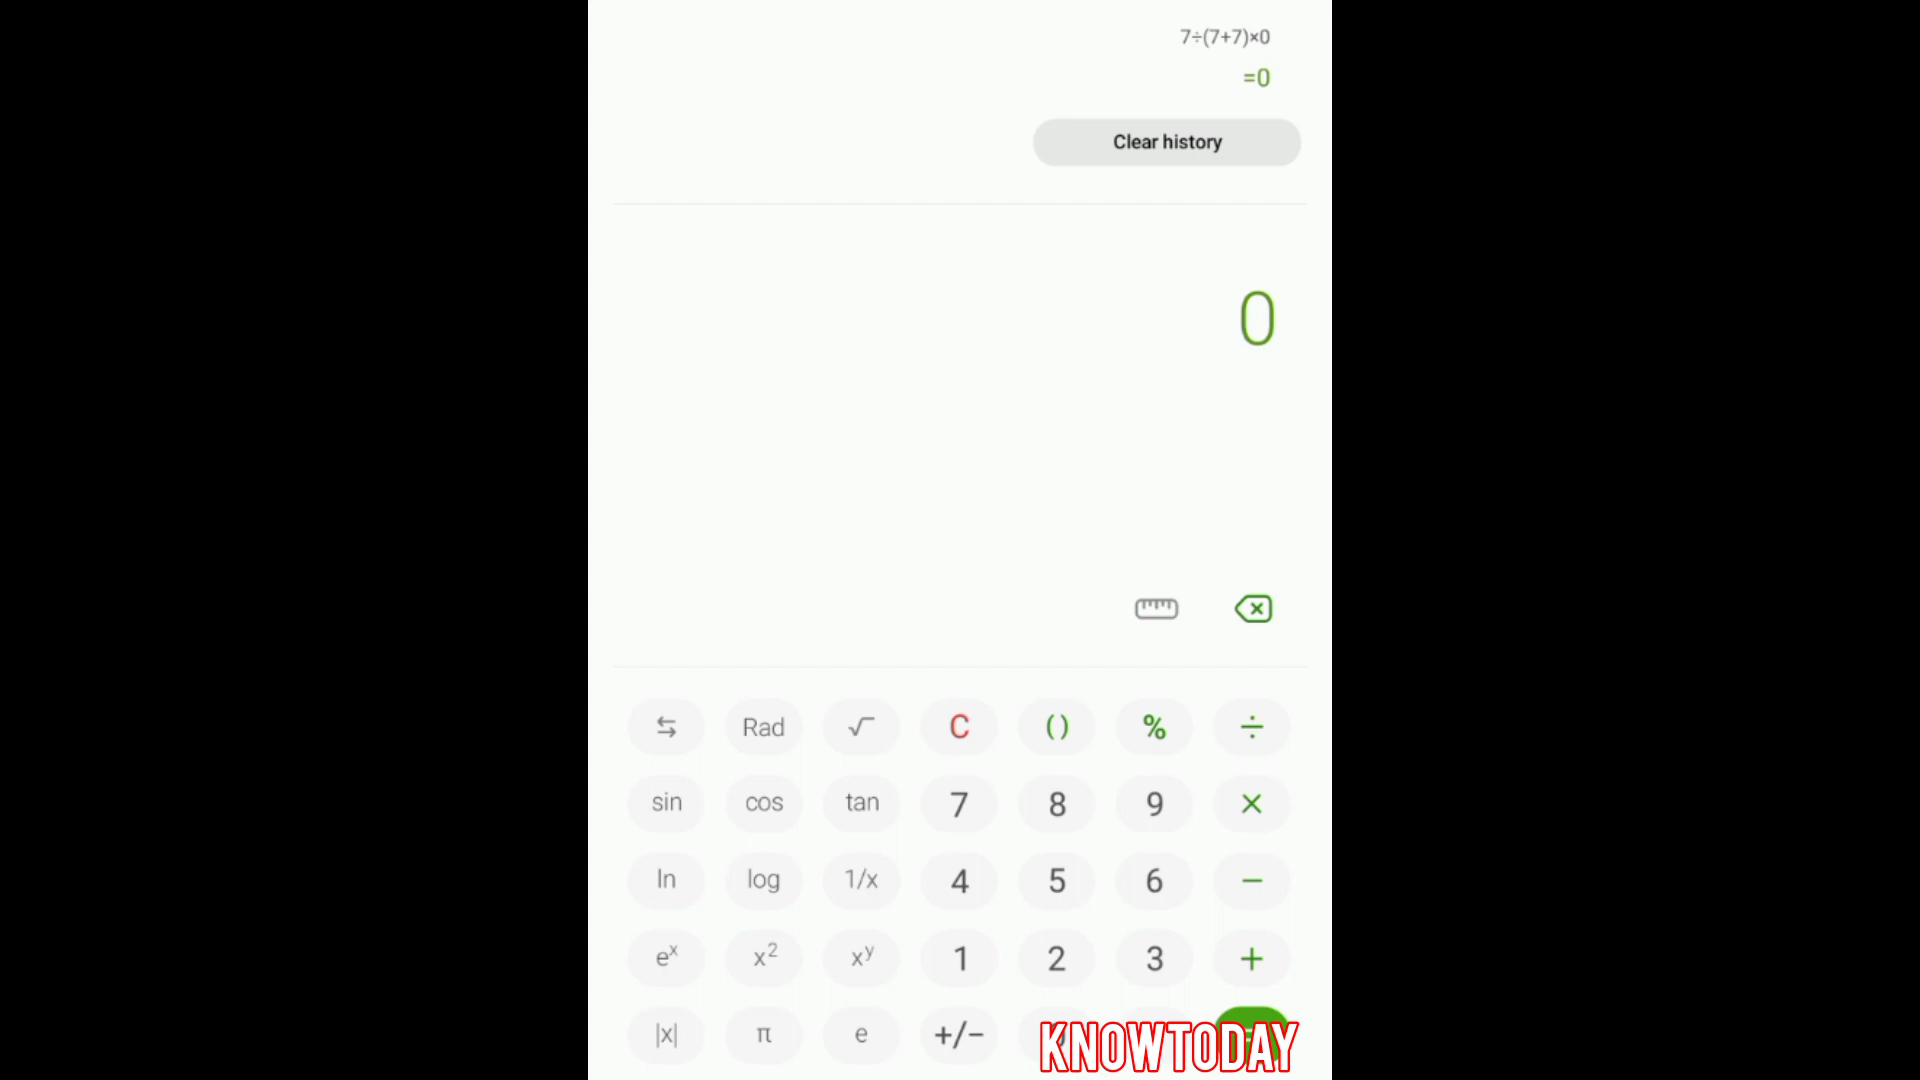 7÷(7+7)×0
=0
Clear history
0
⇆ Rad √ C () % ÷
sin cos tan 7 8 9 ×
ln log 1/x 4 5 6 −
eˣ x² xʸ 1 2 3 +
|x| π e +/−
KNOWTODAY